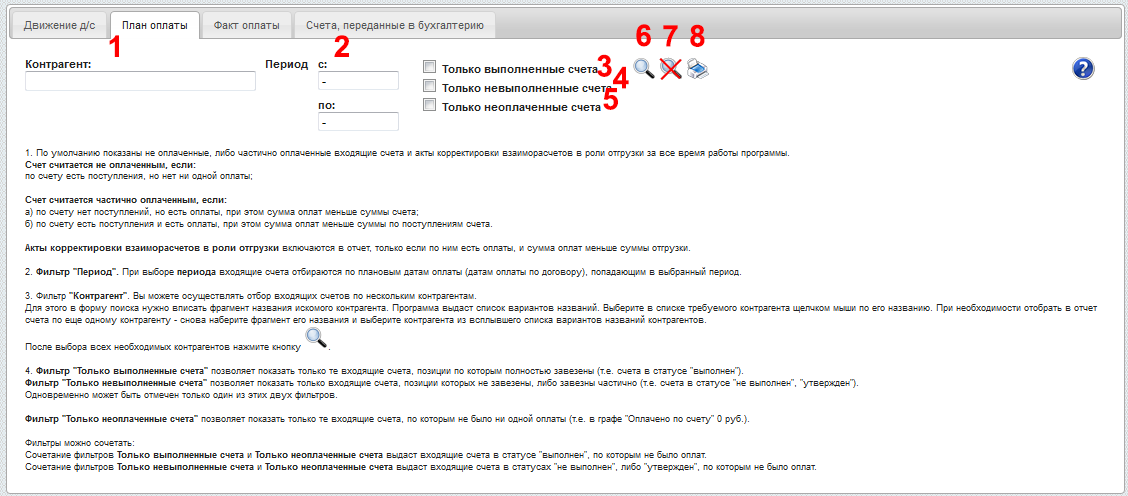 Движение д/с План оплаты Факт оплаты Счета, переданные в бухгалтерию
1 2 6 7 8
Контрагент: Период с: Только выполненные счета 3
- Только невыполненные счета 4
по: Только неоплаченные счета 5
-
1. По умолчанию показаны не оплаченные, либо частично оплаченные входящие счета и акты корректировки взаиморасчетов в роли отгрузки за все время работы программы.
Счет считается не оплаченным, если:
по счету есть поступления, но нет ни одной оплаты;
Счет считается частично оплаченным, если:
а) по счету нет поступлений, но есть оплаты, при этом сумма оплат меньше суммы счета;
б) по счету есть поступления и есть оплаты, при этом сумма оплат меньше суммы по поступлениям счета.
Акты корректировки взаиморасчетов в роли отгрузки включаются в отчет, только если по ним есть оплаты, и сумма оплат меньше суммы отгрузки.
2. Фильтр "Период". При выборе периода входящие счета отбираются по плановым датам оплаты (датам оплаты по договору), попадающим в выбранный период.
3. Фильтр "Контрагент". Вы можете осуществлять отбор входящих счетов по нескольким контрагентам.
Для этого в форму поиска нужно вписать фрагмент названия искомого контрагента. Программа выдаст список вариантов названий. Выберите в списке требуемого контрагента щелчком мыши по его названию. При необходимости отобрать в отчет
счета по еще одному контрагенту - снова наберите фрагмент его названия и выберите контрагента из всплывшего списка вариантов названий контрагентов.
После выбора всех необходимых контрагентов нажмите кнопку .
4. Фильтр "Только выполненные счета" позволяет показать только те входящие счета, позиции по которым полностью завезены (т.е. счета в статусе "выполнен").
Фильтр "Только невыполненные счета" позволяет показать только входящие счета, позиции которых не завезены, либо завезны частично (т.е. счета в статусе "не выполнен", "утвержден").
Одновременно может быть отмечен только один из этих двух фильтров.
Фильтр "Только неоплаченные счета" позволяет показать только те входящие счета, по которым не было ни одной оплаты (т.е. в графе "Оплачено по счету" 0 руб.).
Фильтры можно сочетать:
Сочетание фильтров Только выполненные счета и Только неоплаченные счета выдаст входящие счета в статусе "выполнен", по которым не было оплат.
Сочетание фильтров Только невыполненные счета и Только неоплаченные счета выдаст входящие счета в статусах "не выполнен", либо "утвержден", по которым не было оплат.